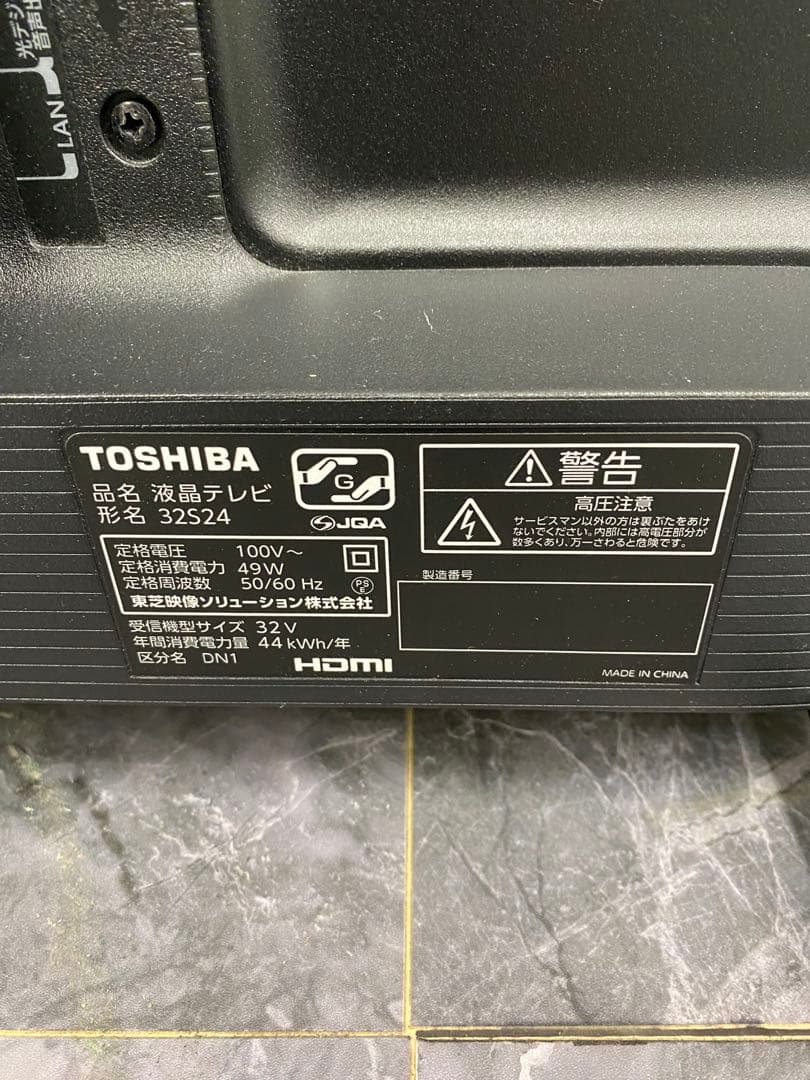 光デジ
音声出
LAN
TOSHIBA
品名 液晶テレビ
形名 32S24
G
JQA
定格電圧 100V～
定格消費電力 49W
定格周波数 50/60 Hz
PS
E
東芝映像ソリューション株式会社
受信機型サイズ 32V
年間消費電力量 44kWh/年
区分名 DN1
HDMI
警告
高圧注意
サービスマン以外の方は裏ぶたをあけ
ないでください。内部には高電圧部分が
数多くあり、万一さわると危険です。
製造番号
MADE IN CHINA